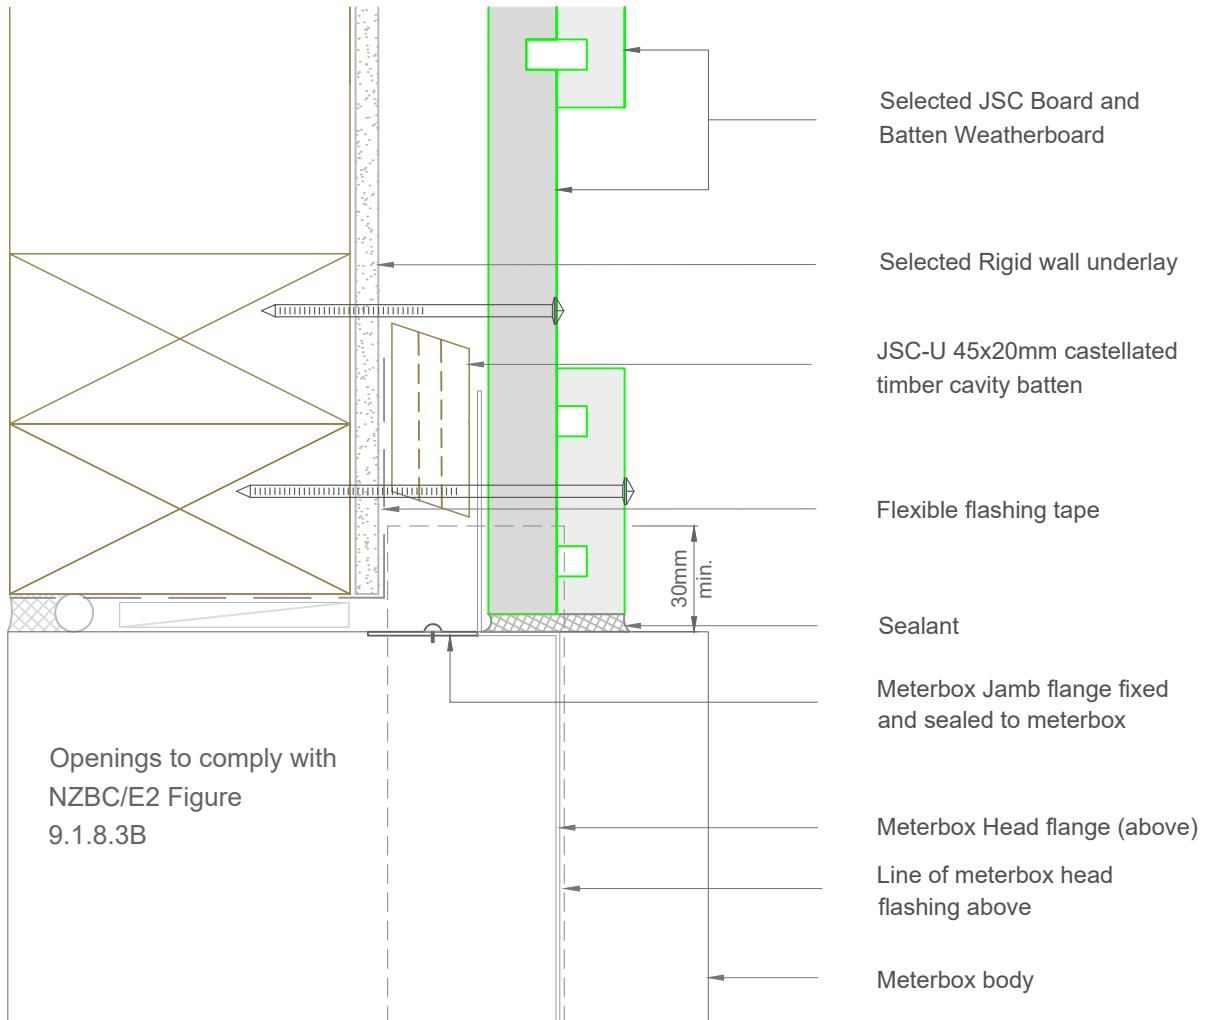 Selected JSC Board and
Batten Weatherboard
Selected Rigid wall underlay
JSC-U 45x20mm castellated
timber cavity batten
Flexible flashing tape
30mm
min.
Sealant
Meterbox Jamb flange fixed
and sealed to meterbox
Openings to comply with
NZBC/E2 Figure
9.1.8.3B
Meterbox Head flange (above)
Line of meterbox head
flashing above
Meterbox body